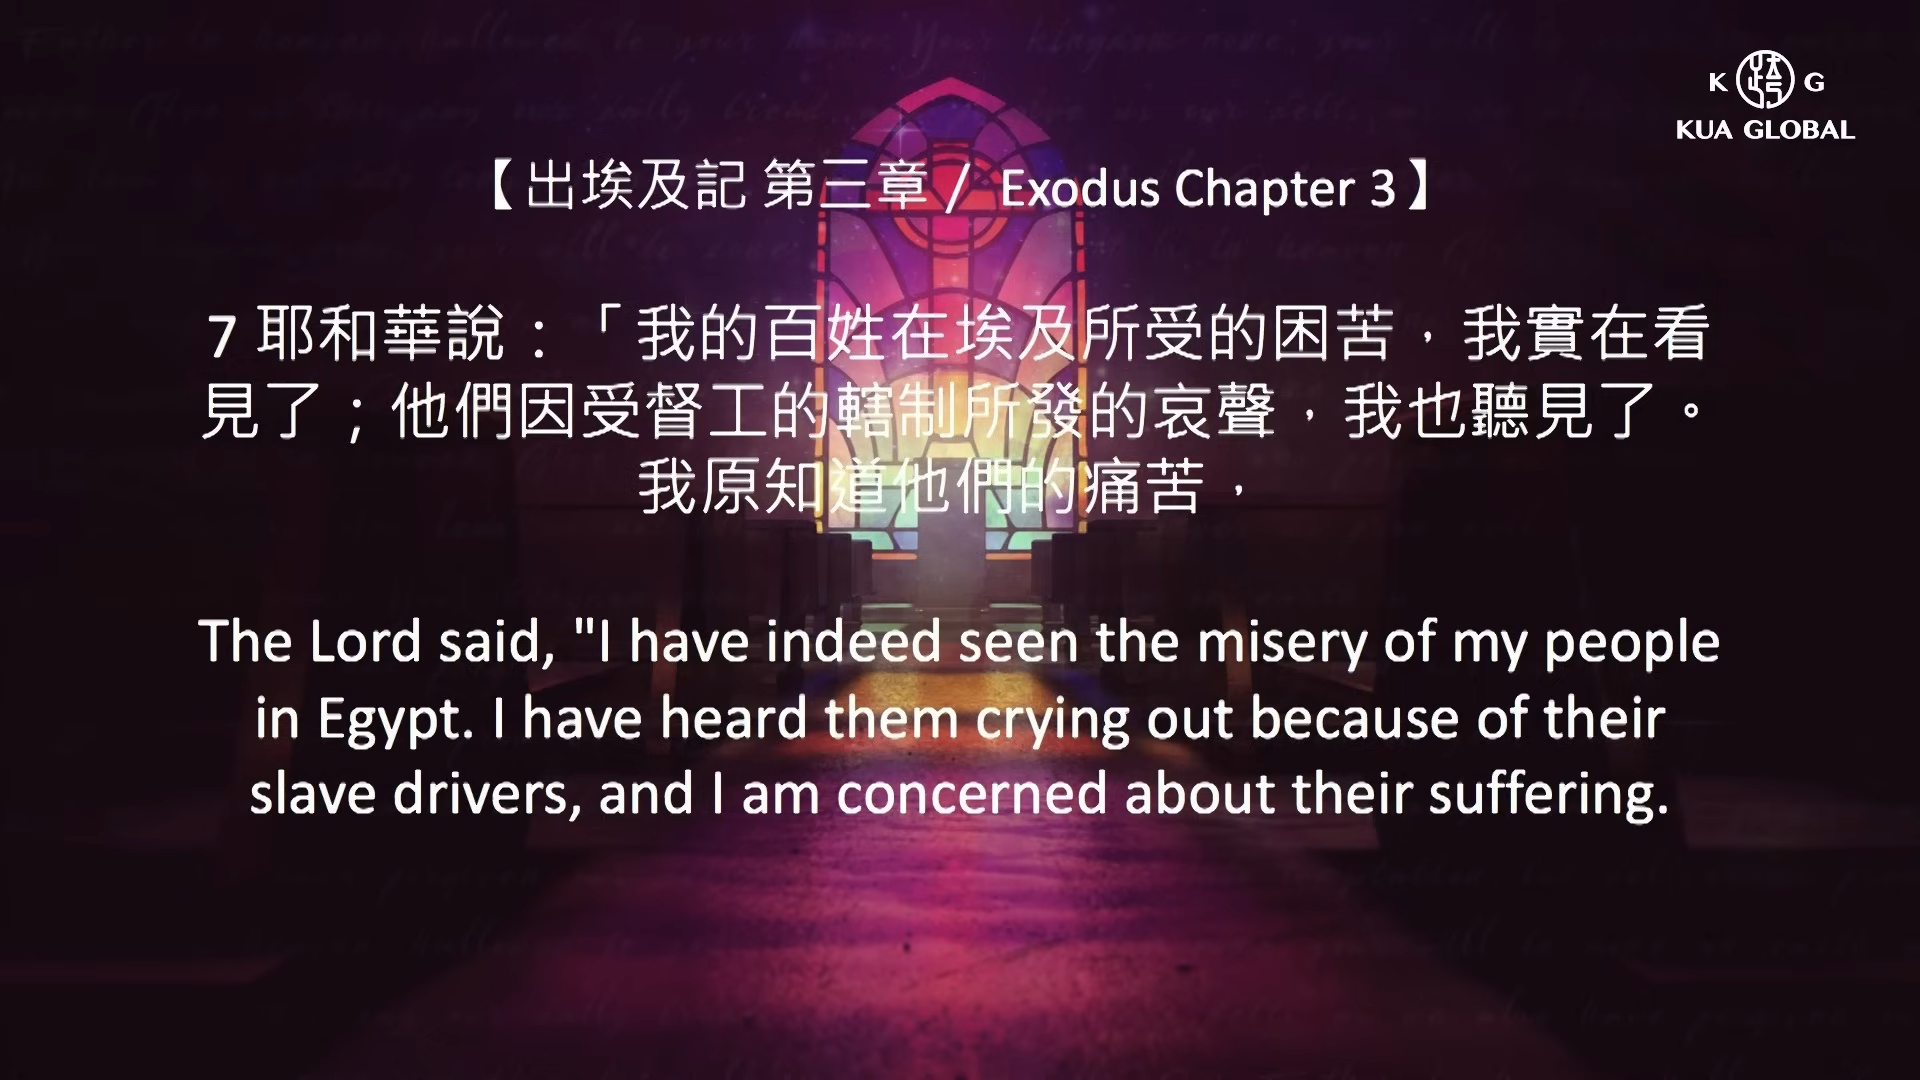 K G
KUA GLOBAL
【出埃及記 第三章 / Exodus Chapter 3】
7 耶和華說：「我的百姓在埃及所受的困苦，我實在看
見了；他們因受督工的轄制所發的哀聲，我也聽見了。
我原知道他們的痛苦，
The Lord said, "I have indeed seen the misery of my people
in Egypt. I have heard them crying out because of their
slave drivers, and I am concerned about their suffering.